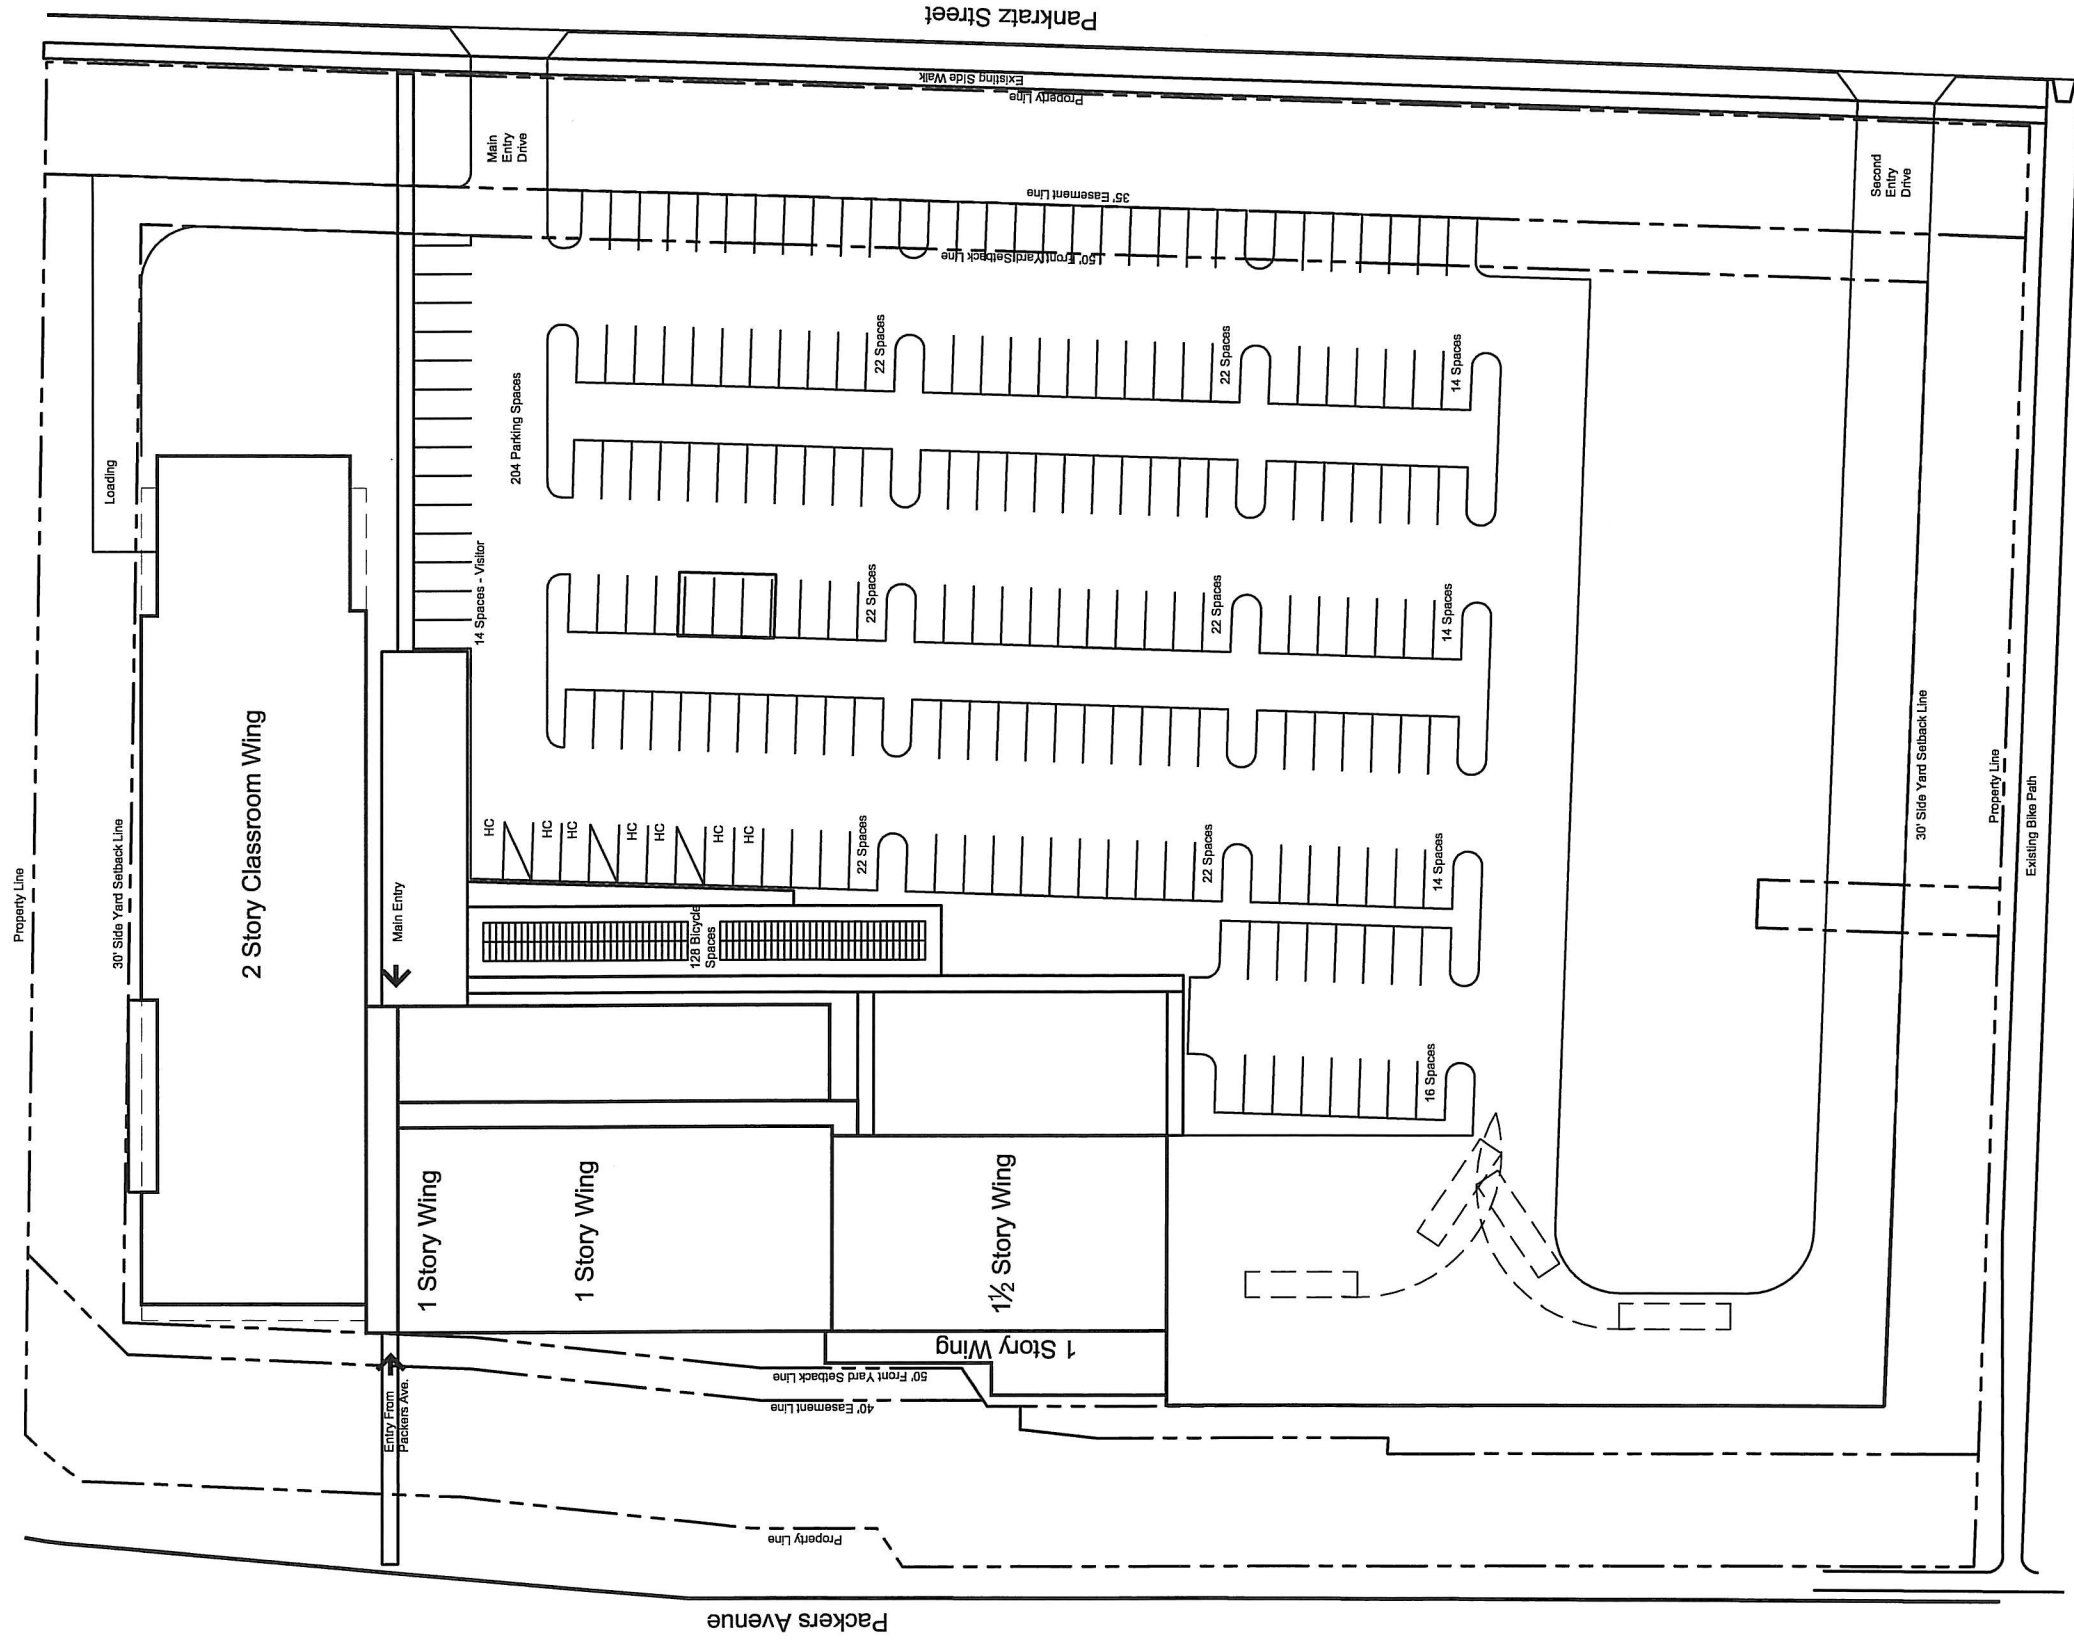 Pankratz Street
Existing Side Walk
Property Line
Main
Entry
Drive
Second
Entry
Drive
35' Easement Line
50' Front Yard Setback Line
22 Spaces
22 Spaces
14 Spaces
204 Parking Spaces
Loading
14 Spaces - Visitor
22 Spaces
22 Spaces
14 Spaces
2 Story Classroom Wing
30' Side Yard Setback Line
Property Line
Existing Bike Path
Property Line
30' Side Yard Setback Line
Main Entry
HC
HC
HC
HC
HC
HC
HC
22 Spaces
22 Spaces
14 Spaces
128 Bicycle
Spaces
16 Spaces
1 Story Wing
1 Story Wing
1½ Story Wing
1 Story Wing
50' Front Yard Setback Line
40' Easement Line
Entry From
Packers Ave.
Property Line
Packers Avenue